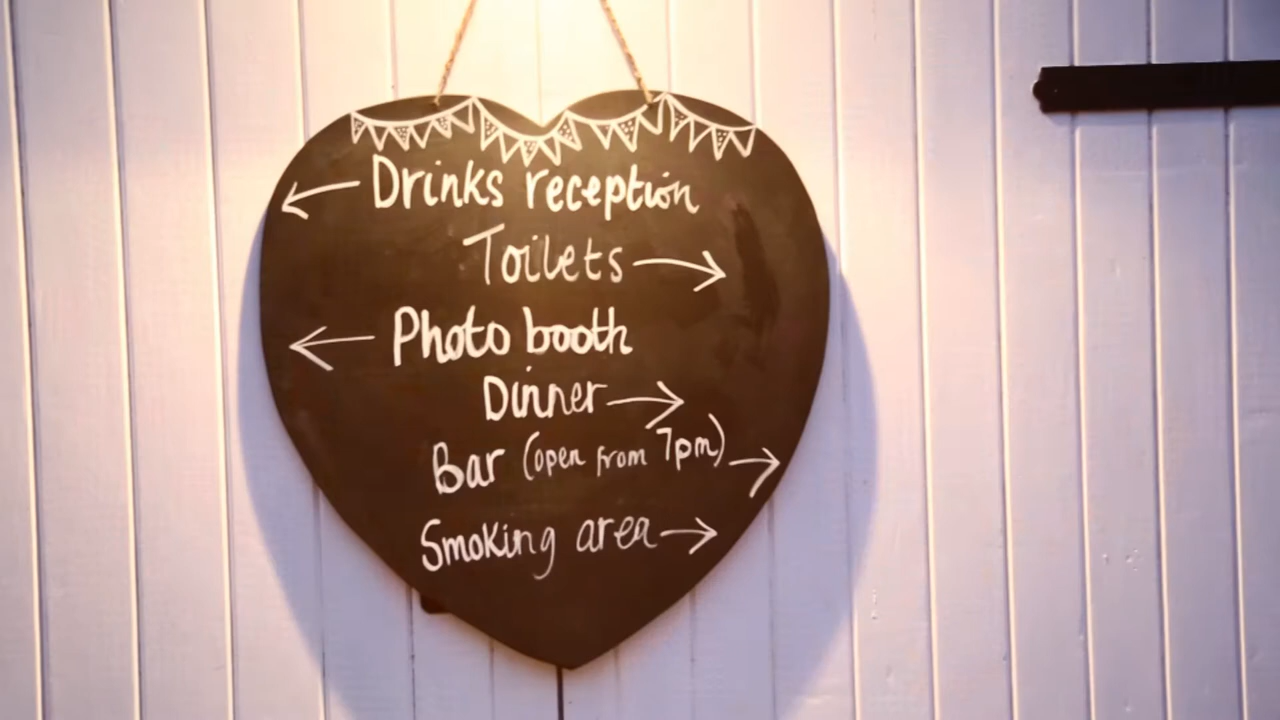 ← Drinks reception
Toilets →
← Photo booth
Dinner →
Bar (open from 7pm) →
Smoking area →